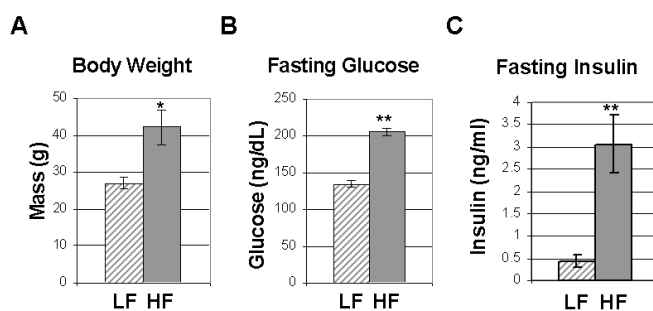 A
Body Weight
Mass (g)
50
40
30
20
10
0
*
LF HF
B
Fasting Glucose
Glucose (ng/dL)
250
200
150
100
50
0
**
LF HF
C
Fasting Insulin
Insulin (ng/ml)
4
3.5
3
2.5
2
1.5
1
0.5
0
**
LF HF